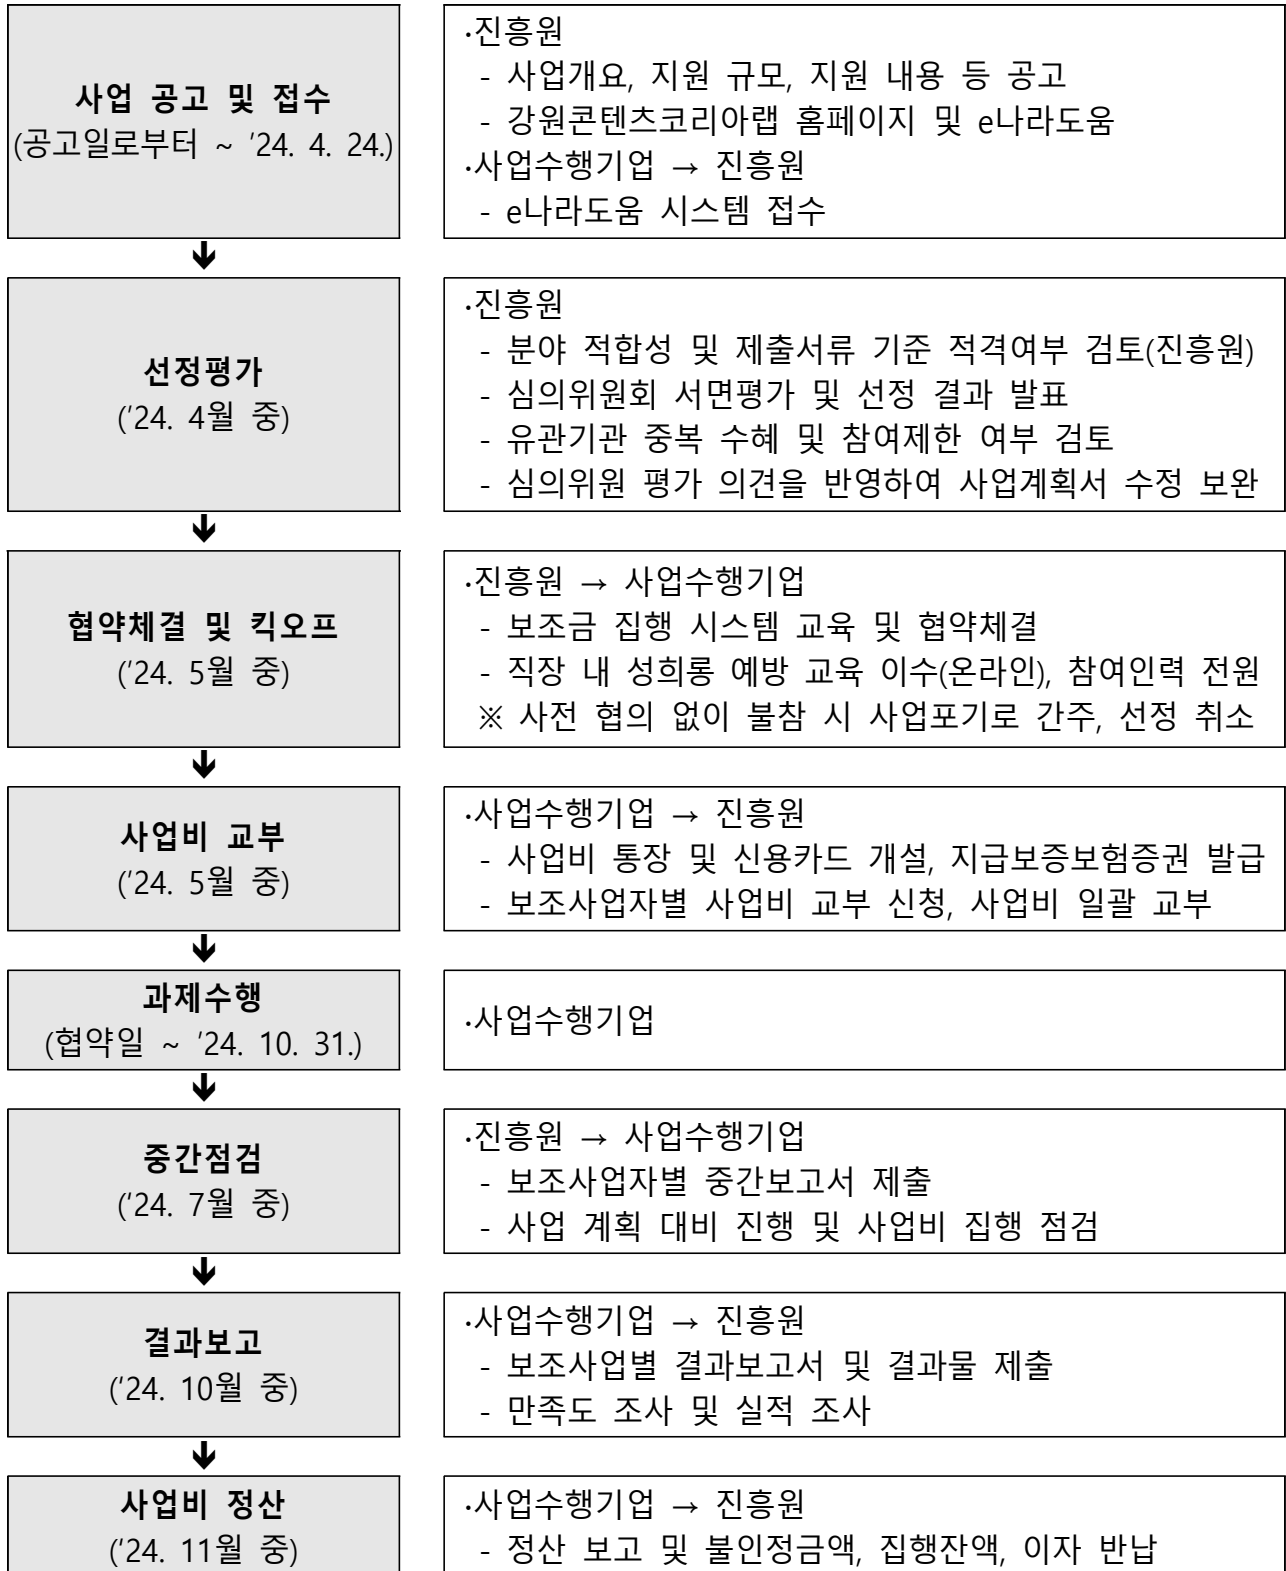 사업 공고 및 접수
(공고일로부터 ~ '24. 4. 24.)
·진흥원
- 사업개요, 지원 규모, 지원 내용 등 공고
- 강원콘텐츠코리아랩 홈페이지 및 e나라도움
·사업수행기업 → 진흥원
- e나라도움 시스템 접수
선정평가
('24. 4월 중)
·진흥원
- 분야 적합성 및 제출서류 기준 적격여부 검토(진흥원)
- 심의위원회 서면평가 및 선정 결과 발표
- 유관기관 중복 수혜 및 참여제한 여부 검토
- 심의위원 평가 의견을 반영하여 사업계획서 수정 보완
협약체결 및 킥오프
('24. 5월 중)
·진흥원 → 사업수행기업
- 보조금 집행 시스템 교육 및 협약체결
- 직장 내 성희롱 예방 교육 이수(온라인), 참여인력 전원
※ 사전 협의 없이 불참 시 사업포기로 간주, 선정 취소
사업비 교부
('24. 5월 중)
·사업수행기업 → 진흥원
- 사업비 통장 및 신용카드 개설, 지급보증보험증권 발급
- 보조사업자별 사업비 교부 신청, 사업비 일괄 교부
과제수행
(협약일 ~ '24. 10. 31.)
·사업수행기업
중간점검
('24. 7월 중)
·진흥원 → 사업수행기업
- 보조사업자별 중간보고서 제출
- 사업 계획 대비 진행 및 사업비 집행 점검
결과보고
('24. 10월 중)
·사업수행기업 → 진흥원
- 보조사업별 결과보고서 및 결과물 제출
- 만족도 조사 및 실적 조사
사업비 정산
('24. 11월 중)
·사업수행기업 → 진흥원
- 정산 보고 및 불인정금액, 집행잔액, 이자 반납